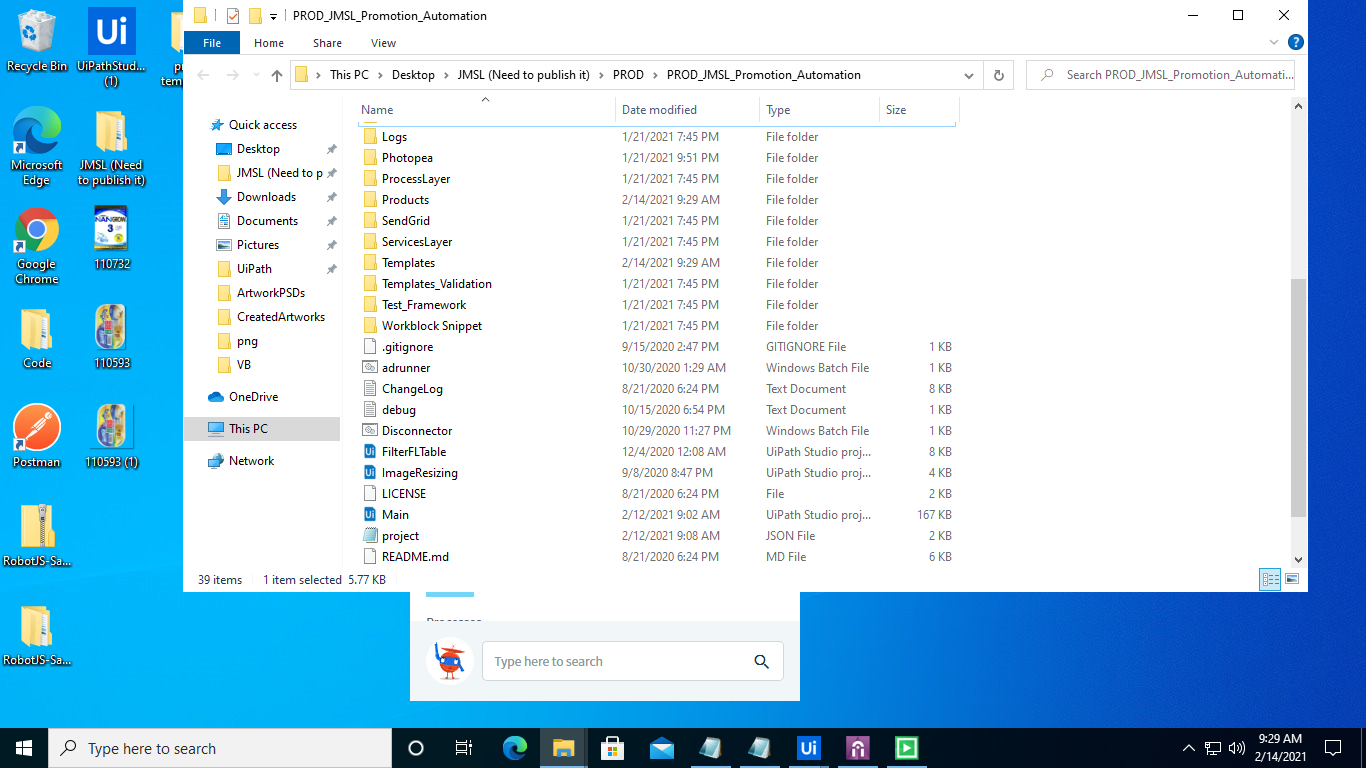 PROD_JMSL_Promotion_Automation
File Home Share View
This PC Desktop JMSL (Need to publish it) PROD PROD_JMSL_Promotion_Automation
Search PROD_JMSL_Promotion_Automati...
Name Date modified Type Size
Quick access
Desktop
JMSL (Need to p
Downloads
Documents
Pictures
UiPath
ArtworkPSDs
CreatedArtworks
png
VB
OneDrive
This PC
Network
Logs 1/21/2021 7:45 PM File folder
Photopea 1/21/2021 9:51 PM File folder
ProcessLayer 1/21/2021 7:45 PM File folder
Products 2/14/2021 9:29 AM File folder
SendGrid 1/21/2021 7:45 PM File folder
ServicesLayer 1/21/2021 7:45 PM File folder
Templates 2/14/2021 9:29 AM File folder
Templates_Validation 1/21/2021 7:45 PM File folder
Test_Framework 1/21/2021 7:45 PM File folder
Workblock Snippet 1/21/2021 7:45 PM File folder
.gitignore 9/15/2020 2:47 PM GITIGNORE File 1 KB
adrunner 10/30/2020 1:29 AM Windows Batch File 1 KB
ChangeLog 8/21/2020 6:24 PM Text Document 8 KB
debug 10/15/2020 6:54 PM Text Document 1 KB
Disconnector 10/29/2020 11:27 PM Windows Batch File 1 KB
FilterFLTable 12/4/2020 12:08 AM UiPath Studio proj... 8 KB
ImageResizing 9/8/2020 8:47 PM UiPath Studio proj... 4 KB
LICENSE 8/21/2020 6:24 PM File 2 KB
Main 2/12/2021 9:02 AM UiPath Studio proj... 167 KB
project 2/12/2021 9:08 AM JSON File 2 KB
README.md 8/21/2020 6:24 PM MD File 6 KB
39 items 1 item selected 5.77 KB
Recycle Bin
UiPathStud...
(1)
Microsoft
Edge
JMSL (Need
to publish it)
Google
Chrome
110732
Code
110593
Postman
110593 (1)
RobotJS-Sa...
RobotJS-Sa...
Type here to search
Type here to search
9:29 AM
2/14/2021